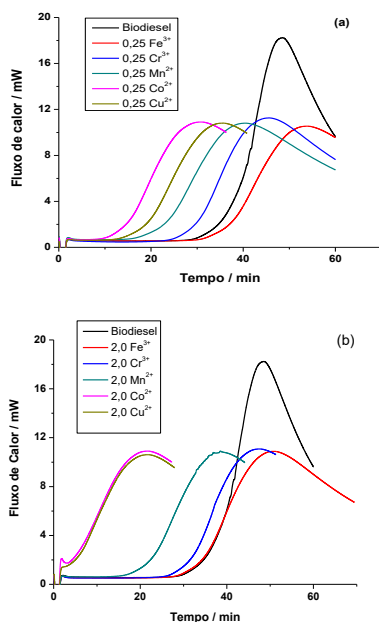 (a)
Biodiesel
0,25 Fe³⁺
0,25 Cr³⁺
0,25 Mn²⁺
0,25 Co²⁺
0,25 Cu²⁺
20
16
12
8
4
0
Fluxo de calor / mW
0 20 40 60
Tempo / min
(b)
Biodiesel
2,0 Fe³⁺
2,0 Cr³⁺
2,0 Mn²⁺
2,0 Co²⁺
2,0 Cu²⁺
20
16
12
8
4
0
Fluxo de Calor / mW
0 20 40 60
Tempo / min